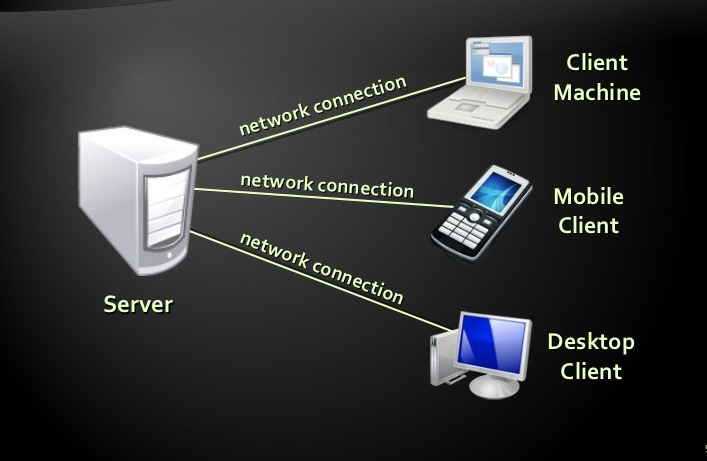 Client
Machine
network connection
network connection
Mobile
Client
network connection
Server
Desktop
Client